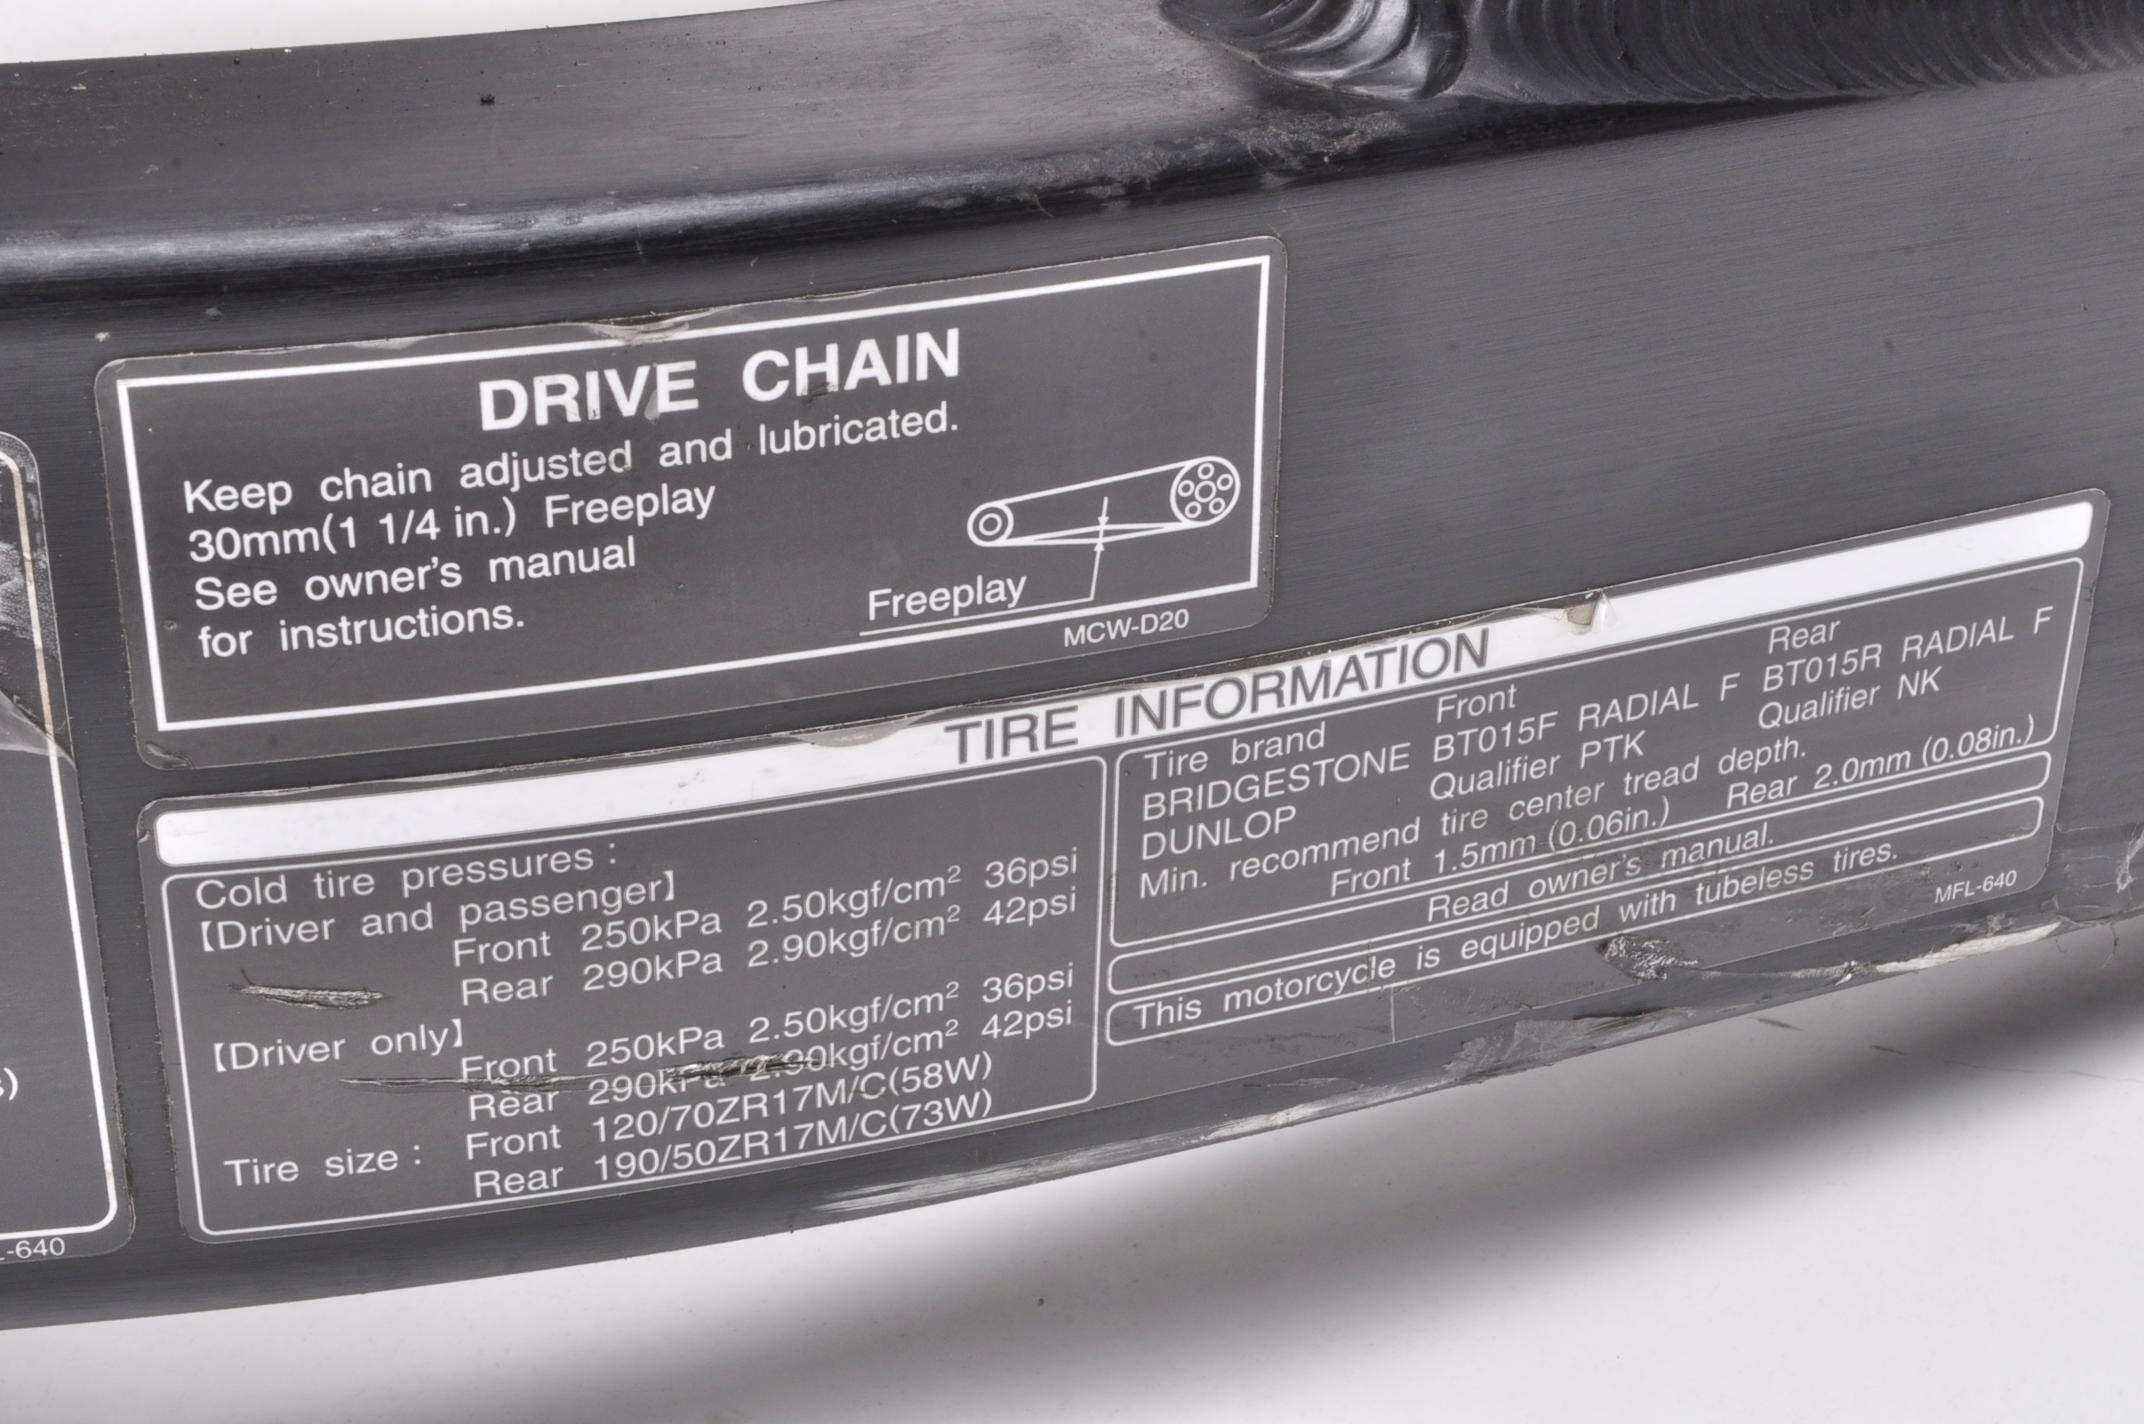 DRIVE CHAIN
Keep chain adjusted and lubricated.
30mm(1 1/4 in.) Freeplay
See owner's manual
for instructions.
Freeplay
MCW-D20
TIRE INFORMATION
Cold tire pressures :
【Driver and passenger】
Front 250kPa 2.50kgf/cm² 36psi
Rear 290kPa 2.90kgf/cm² 42psi
【Driver only】
Front 250kPa 2.50kgf/cm² 36psi
Rear 290kPa 2.90kgf/cm² 42psi
Tire size : Front 120/70ZR17M/C(58W)
Rear 190/50ZR17M/C(73W)
Tire brand Front Rear
BRIDGESTONE BT015F RADIAL F BT015R RADIAL F
DUNLOP Qualifier PTK Qualifier NK
Min. recommend tire center tread depth.
Front 1.5mm (0.06in.) Rear 2.0mm (0.08in.)
Read owner's manual.
This motorcycle is equipped with tubeless tires.
MFL-640
-640